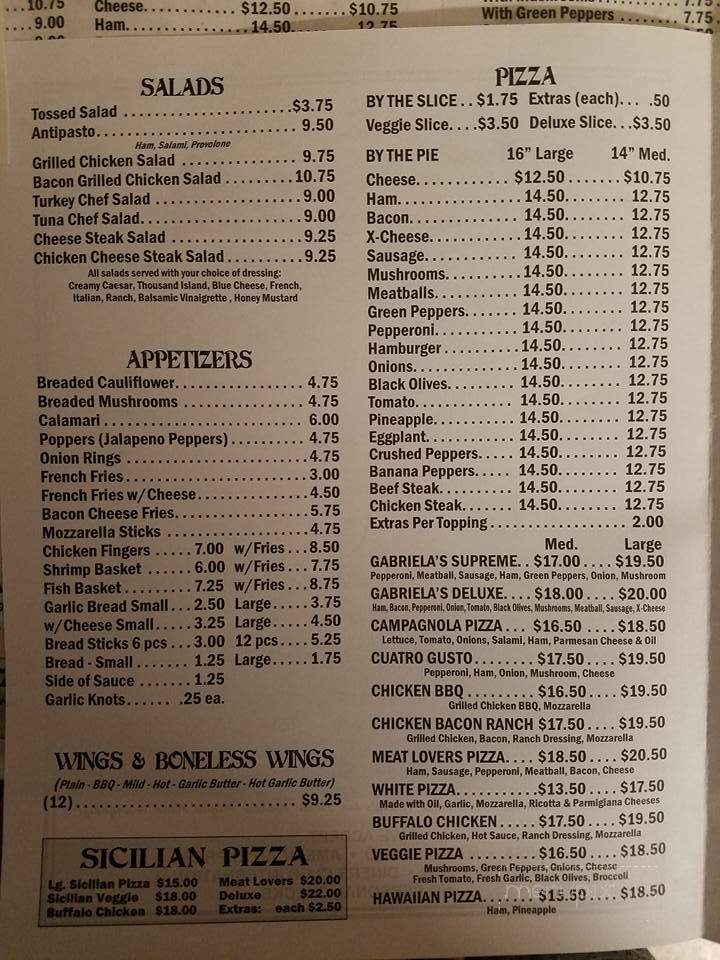 10.75
Cheese............ $12.50.......$10.75
With Green Peppers ........ 7.75
9.00
Ham............... 14.50........ 12.75
SALADS
Tossed Salad ......................$3.75
Antipasto........................... 9.50
Ham, Salami, Provolone
Grilled Chicken Salad ............... 9.75
Bacon Grilled Chicken Salad .........10.75
Turkey Chef Salad...................9.00
Tuna Chef Salad.....................9.00
Cheese Steak Salad .................9.25
Chicken Cheese Steak Salad..........9.25
All salads served with your choice of dressing:
Creamy Caesar, Thousand Island, Blue Cheese, French,
Italian, Ranch, Balsamic Vinaigrette , Honey Mustard
APPETIZERS
Breaded Cauliflower................ 4.75
Breaded Mushrooms ................ 4.75
Calamari........................... 6.00
Poppers (Jalapeno Peppers).......... 4.75
Onion Rings ........................4.75
French Fries........................3.00
French Fries w/Cheese...............4.50
Bacon Cheese Fries..................5.75
Mozzarella Sticks ..................4.75
Chicken Fingers ..... 7.00 w/Fries...8.50
Shrimp Basket ...... 6.00 w/Fries... 7.75
Fish Basket......... 7.25 w/Fries... 8.75
Garlic Bread Small...2.50 Large..... 3.75
w/Cheese Small..... 3.25 Large..... 4.50
Bread Sticks 6 pcs ...3.00 12 pcs.... 5.25
Bread - Small ....... 1.25 Large..... 1.75
Side of Sauce ....... 1.25
Garlic Knots...... .25 ea.
WINGS & BONELESS WINGS
(Plain - BBQ - Mild - Hot - Garlic Butter - Hot Garlic Butter)
(12)............................ $9.25
SICILIAN PIZZA
Lg. Sicilian Pizza $15.00 Meat Lovers $20.00
Sicilian Veggie $18.00 Deluxe $22.00
Buffalo Chicken $18.00 Extras: each $2.50
PIZZA
BY THE SLICE .. $1.75 Extras (each)... .50
Veggie Slice....$3.50 Deluxe Slice...$3.50
BY THE PIE 16” Large 14” Med.
Cheese............ $12.50.......$10.75
Ham............... 14.50........ 12.75
Bacon............. 14.50........ 12.75
X-Cheese.......... 14.50........ 12.75
Sausage........... 14.50........ 12.75
Mushrooms........ 14.50........ 12.75
Meatballs......... 14.50........ 12.75
Green Peppers...... 14.50........ 12.75
Pepperoni......... 14.50........ 12.75
Hamburger......... 14.50........ 12.75
Onions............ 14.50........ 12.75
Black Olives....... 14.50........ 12.75
Tomato............ 14.50........ 12.75
Pineapple.......... 14.50........ 12.75
Eggplant........... 14.50........ 12.75
Crushed Peppers.... 14.50........ 12.75
Banana Peppers..... 14.50........ 12.75
Beef Steak......... 14.50........ 12.75
Chicken Steak...... 14.50........ 12.75
Extras Per Topping ................ 2.00
Med. Large
GABRIELA'S SUPREME.. $17.00 .... $19.50
Pepperoni, Meatball, Sausage, Ham, Green Peppers, Onion, Mushroom
GABRIELA'S DELUXE.... $18.00.... $20.00
Ham, Bacon, Pepperoni, Onion, Tomato, Black Olives, Mushrooms, Meatball, Sausage, X-Cheese
CAMPAGNOLA PIZZA ... $16.50 .... $18.50
Lettuce, Tomato, Onions, Salami, Ham, Parmesan Cheese & Oil
CUATRO GUSTO........ $17.50.... $19.50
Pepperoni, Ham, Onion, Mushroom, Cheese
CHICKEN BBQ ......... $16.50.... $19.50
Grilled Chicken BBQ, Mozzarella
CHICKEN BACON RANCH $17.50.... $19.50
Grilled Chicken, Bacon, Ranch Dressing, Mozzarella
MEAT LOVERS PIZZA.... $18.50.... $20.50
Ham, Sausage, Pepperoni, Meatball, Bacon, Cheese
WHITE PIZZA...........$13.50.... $17.50
Made with Oil, Garlic, Mozzarella, Ricotta & Parmigiana Cheeses
BUFFALO CHICKEN ..... $17.50.... $19.50
Grilled Chicken, Hot Sauce, Ranch Dressing, Mozzarella
VEGGIE PIZZA ......... $16.50.... $18.50
Mushrooms, Green Peppers, Onions, Cheese
Fresh Tomato, Fresh Garlic, Black Olives, Broccoli
HAWAIIAN PIZZA....... $15.50.... $18.50
Ham, Pineapple